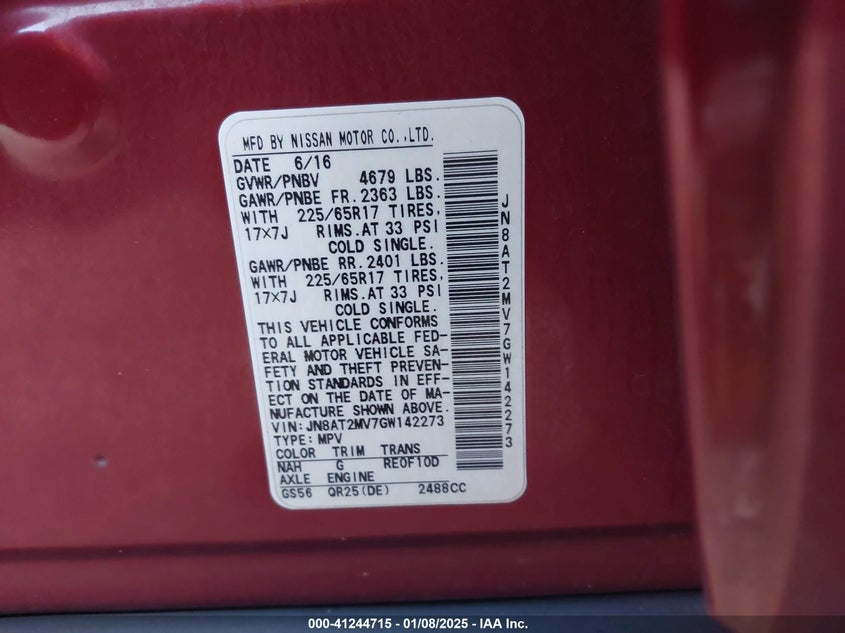 MFD BY NISSAN MOTOR CO.,LTD.
DATE 6/16
GVWR/PNBV 4679 LBS.
GAWR/PNBE FR.2363 LBS.
WITH 225/65R17 TIRES,
17×7J RIMS.AT 33 PSI
COLD SINGLE.
GAWR/PNBE RR.2401 LBS.
WITH 225/65R17 TIRES,
17×7J RIMS.AT 33 PSI
COLD SINGLE.
THIS VEHICLE CONFORMS
TO ALL APPLICABLE FED-
ERAL MOTOR VEHICLE SA-
FETY AND THEFT PREVEN-
TION STANDARDS IN EFF-
ECT ON THE DATE OF MA-
NUFACTURE SHOWN ABOVE.
VIN:JN8AT2MV7GW142273
TYPE:MPV
COLOR TRIM TRANS
NAH G RE0F10D
AXLE ENGINE
GS56 QR25(DE) 2488CC
JN8AT2MV7GW142273
000-41244715 - 01/08/2025 - IAA Inc.